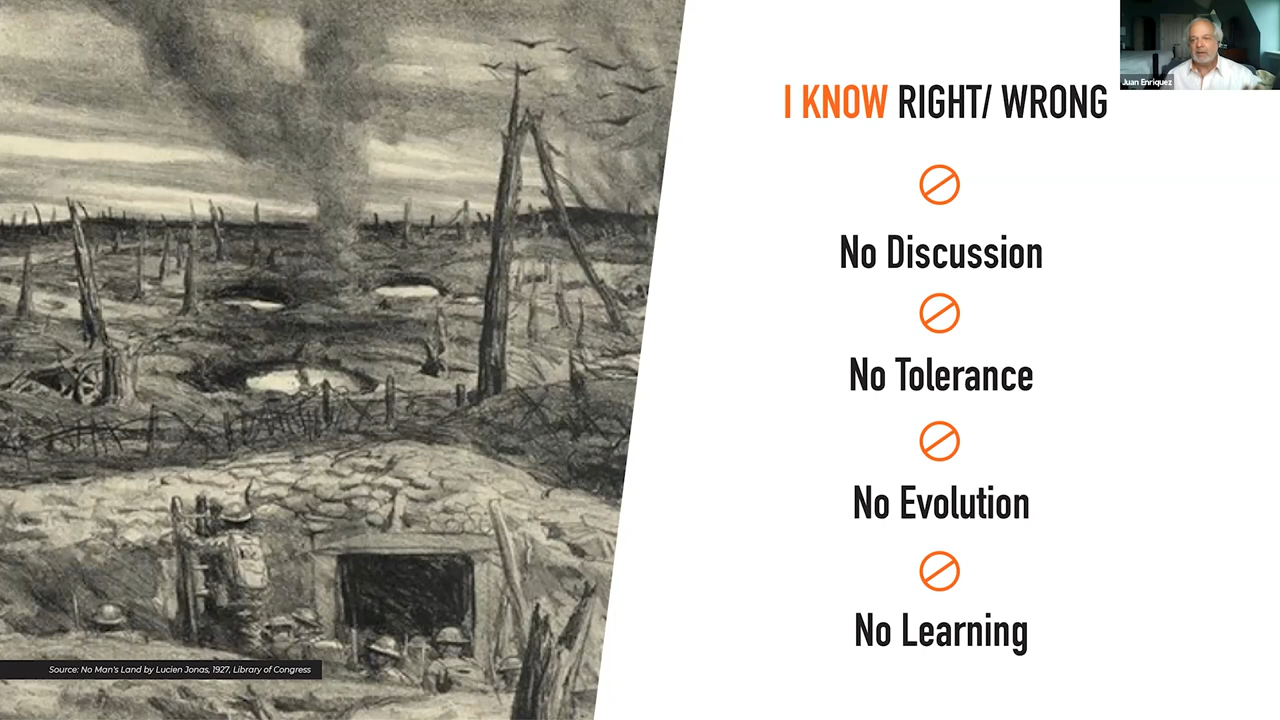 Juan Enriquez
I KNOW RIGHT/ WRONG
No Discussion
No Tolerance
No Evolution
No Learning
Source: No Man's Land by Lucien Jonas, 1927, Library of Congress